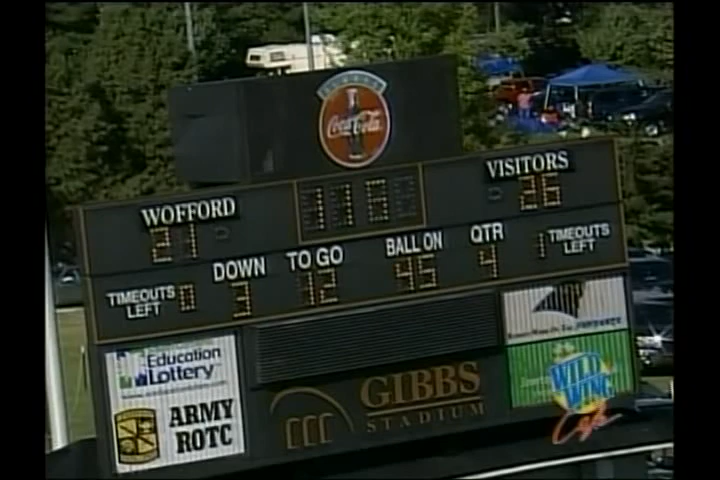 Coca-Cola
WOFFORD
VISITORS
21
26
DOWN
TO GO
BALL ON
QTR
TIMEOUTS
LEFT
1
TIMEOUTS
LEFT
0
3
12
45
4
Education
Lottery
ARMY
ROTC
GIBBS
STADIUM
WILD
WING
Cafe